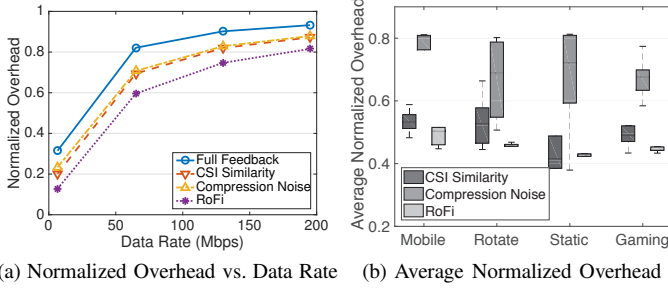 Normalized Overhead
1
0.8
0.6
0.4
0.2
0
0 50 100 150 200
Data Rate (Mbps)
Full Feedback
CSI Similarity
Compression Noise
RoFi
(a) Normalized Overhead vs. Data Rate
Average Normalized Overhead
0.8
0.6
0.4
0.2
CSI Similarity
Compression Noise
RoFi
Mobile Rotate Static Gaming
(b) Average Normalized Overhead